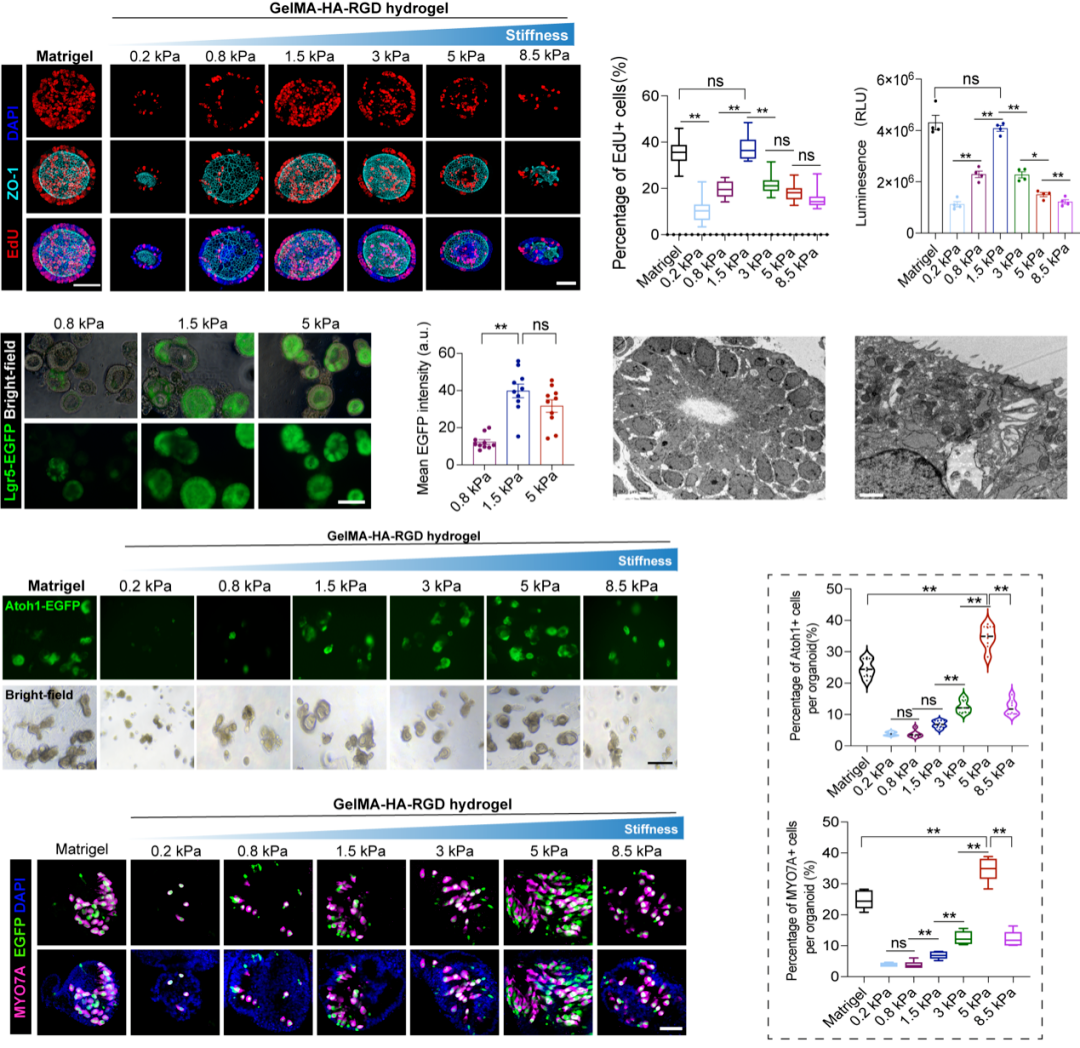 GelMA-HA-RGD hydrogel
Stiffness
Matrigel 0.2 kPa 0.8 kPa 1.5 kPa 3 kPa 5 kPa 8.5 kPa
DAPI
ZO-1
EdU
Percentage of EdU+ cells(%)
60
40
20
0
ns
** ** **
ns
ns
Matrigel 0.2 kPa 0.8 kPa 1.5 kPa 3 kPa 5 kPa 8.5 kPa
Luminesence (RLU)
6×10⁶
4×10⁶
2×10⁶
0
ns
** ** ** * **
Matrigel 0.2 kPa 0.8 kPa 1.5 kPa 3 kPa 5 kPa 8.5 kPa
0.8 kPa 1.5 kPa 5 kPa
Lgr5-EGFP Bright-field
Mean EGFP intensity (a.u.)
60
40
20
0
** ns
0.8 kPa 1.5 kPa 5 kPa
GelMA-HA-RGD hydrogel
Stiffness
Matrigel 0.2 kPa 0.8 kPa 1.5 kPa 3 kPa 5 kPa 8.5 kPa
Atoh1-EGFP
Bright-field
Percentage of Atoh1+ cells
per organoid(%)
50
40
30
20
10
0
** **
**
**
ns ns
Matrigel 0.2 kPa 0.8 kPa 1.5 kPa 3 kPa 5 kPa 8.5 kPa
GelMA-HA-RGD hydrogel
Stiffness
Matrigel 0.2 kPa 0.8 kPa 1.5 kPa 3 kPa 5 kPa 8.5 kPa
MYO7A EGFP DAPI
Percentage of MYO7A+ cells
per organoid (%)
50
40
30
20
10
0
** **
**
**
ns **
Matrigel 0.2 kPa 0.8 kPa 1.5 kPa 3 kPa 5 kPa 8.5 kPa